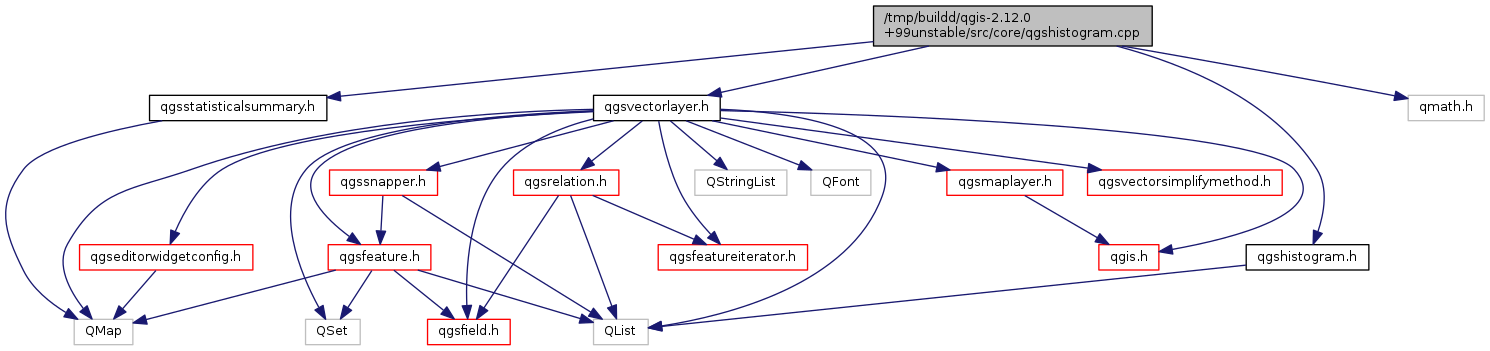 /tmp/buildd/qgis-2.12.0
+99unstable/src/core/qgshistogram.cpp
qgsstatisticalsummary.h
qgsvectorlayer.h
qmath.h
qgssnapper.h
qgsrelation.h
QStringList
QFont
qgsmaplayer.h
qgsvectorsimplifymethod.h
qgseditorwidgetconfig.h
qgsfeature.h
qgsfeatureiterator.h
qgis.h
qgshistogram.h
QMap
QSet
qgsfield.h
QList